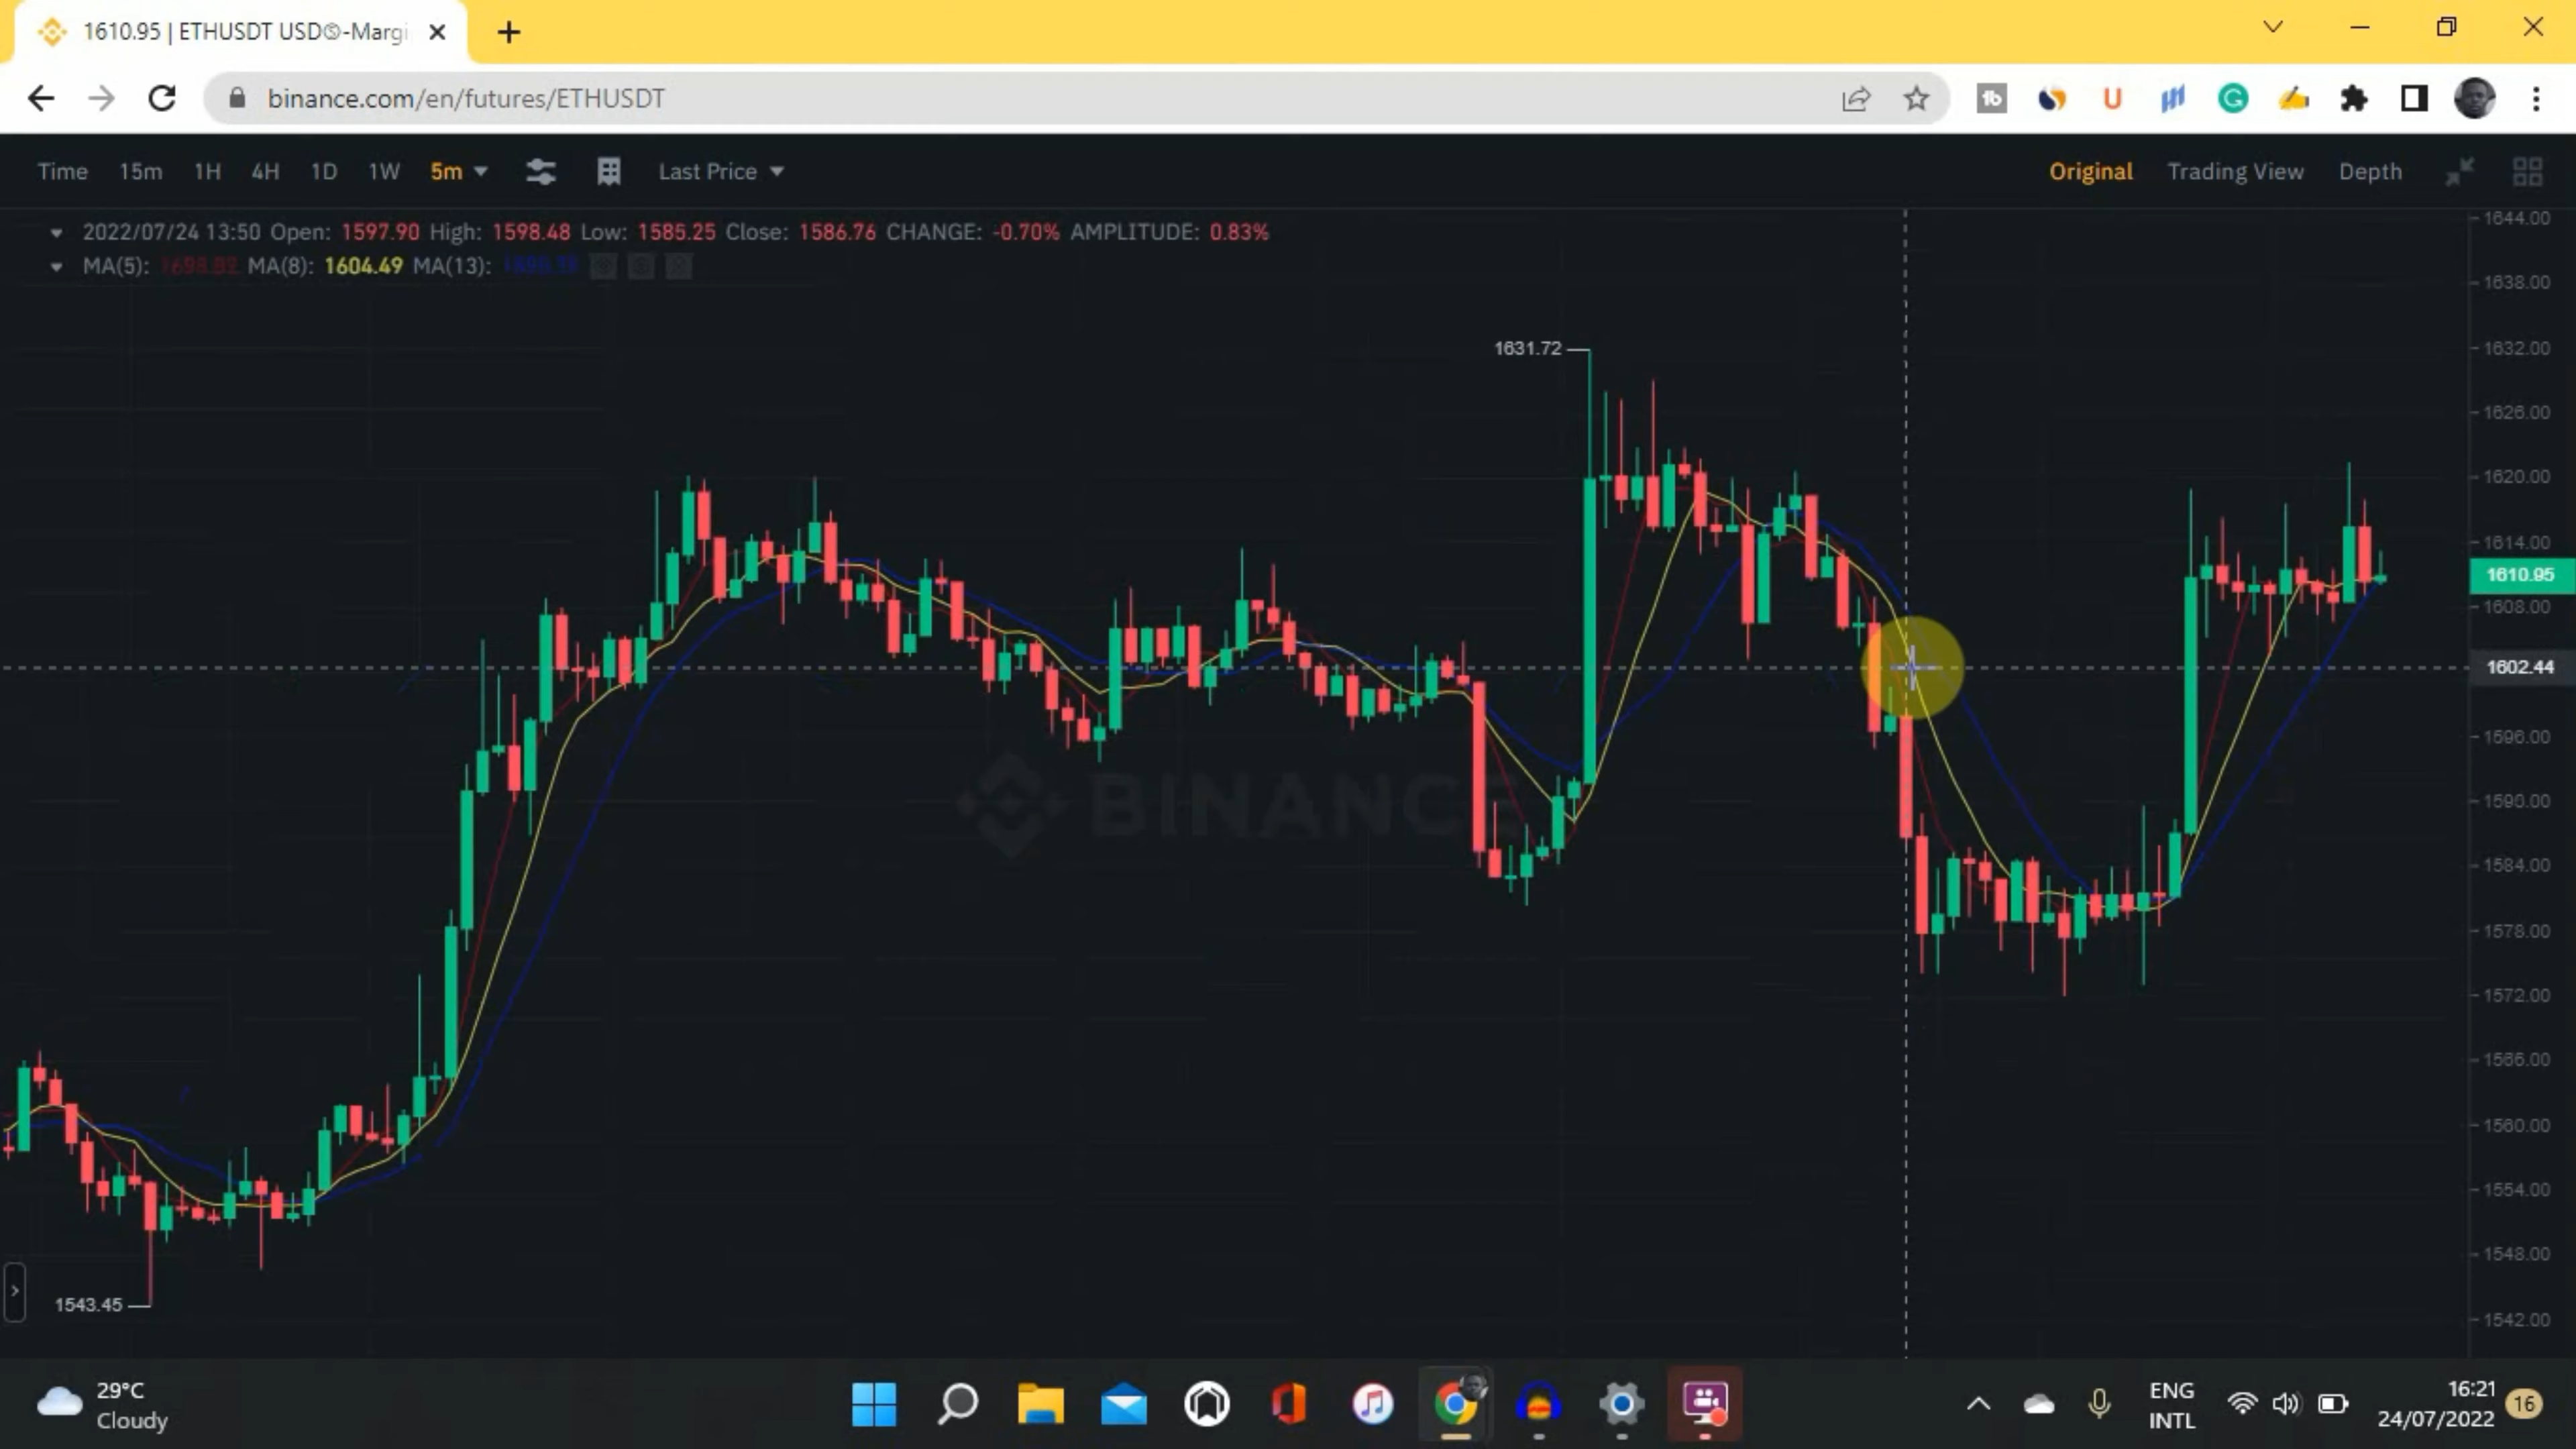 1610.95 | ETHUSDT USDⓈ-Margi
binance.com/en/futures/ETHUSDT
Time 15m 1H 4H 1D 1W 5m Last Price Original Trading View Depth
2022/07/24 13:50 Open: 1597.90 High: 1598.48 Low: 1585.25 Close: 1586.76 CHANGE: -0.70% AMPLITUDE: 0.83%
MA(5): MA(8): 1604.49 MA(13):
1644.00
1638.00
1631.72
1632.00
1626.00
1620.00
1614.00
1610.95
1608.00
1602.44
1596.00
BINANCE
1590.00
1584.00
1578.00
1572.00
1566.00
1560.00
1554.00
1548.00
1543.45
1542.00
29°C
Cloudy
ENG
INTL
16:21
24/07/2022
16